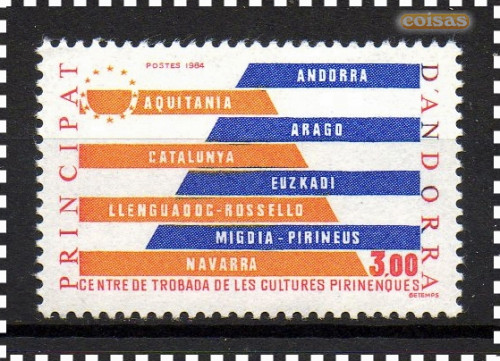 eoisas
PRINCIPAT
D'ANDORRA
POSTES 1984
ANDORRA
AQUITANIA
ARAGO
CATALUNYA
EUZKADI
LLENGUADOC-ROSSELLO
MIGDIA-PIRINEUS
NAVARRA
3,00
CENTRE DE TROBADA DE LES CULTURES PIRINENQUES
BETEMPS